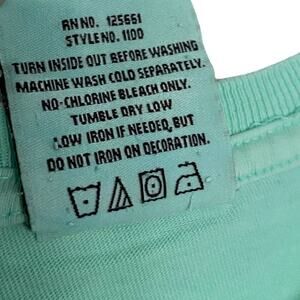 RN NO. 125661
STYLE NO. 1100
TURN INSIDE OUT BEFORE WASHING
MACHINE WASH COLD SEPARATELY.
NO-CHLORINE BLEACH ONLY.
TUMBLE DRY LOW
LOW IRON IF NEEDED, BUT
DO NOT IRON ON DECORATION.